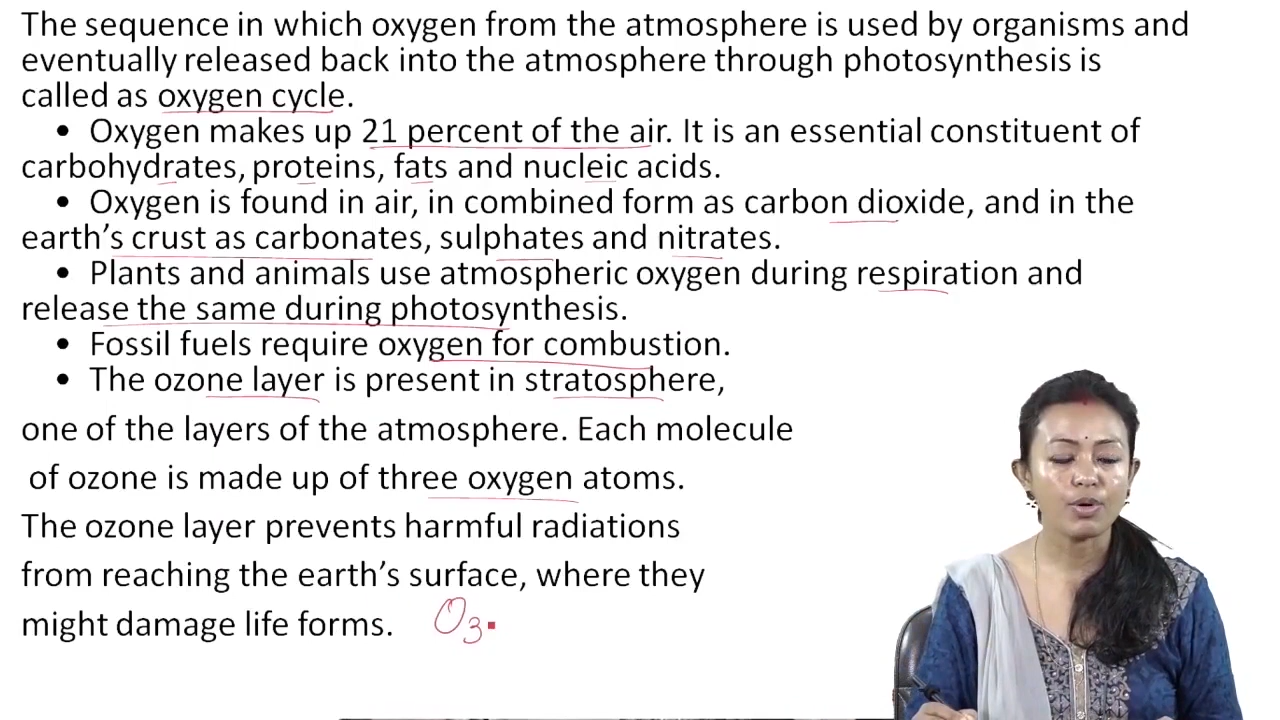 The sequence in which oxygen from the atmosphere is used by organisms and
eventually released back into the atmosphere through photosynthesis is
called as oxygen cycle.
• Oxygen makes up 21 percent of the air. It is an essential constituent of
carbohydrates, proteins, fats and nucleic acids.
• Oxygen is found in air, in combined form as carbon dioxide, and in the
earth’s crust as carbonates, sulphates and nitrates.
• Plants and animals use atmospheric oxygen during respiration and
release the same during photosynthesis.
• Fossil fuels require oxygen for combustion.
• The ozone layer is present in stratosphere,
one of the layers of the atmosphere. Each molecule
of ozone is made up of three oxygen atoms.
The ozone layer prevents harmful radiations
from reaching the earth’s surface, where they
might damage life forms. O3